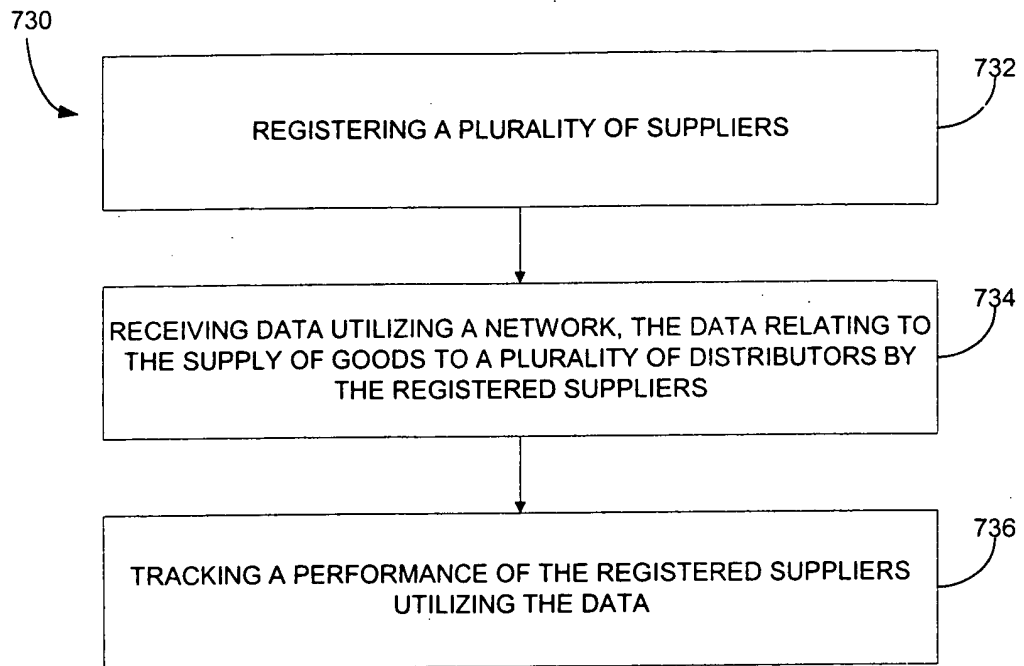 730
732
REGISTERING A PLURALITY OF SUPPLIERS
734
RECEIVING DATA UTILIZING A NETWORK, THE DATA RELATING TO
THE SUPPLY OF GOODS TO A PLURALITY OF DISTRIBUTORS BY
THE REGISTERED SUPPLIERS
736
TRACKING A PERFORMANCE OF THE REGISTERED SUPPLIERS
UTILIZING THE DATA